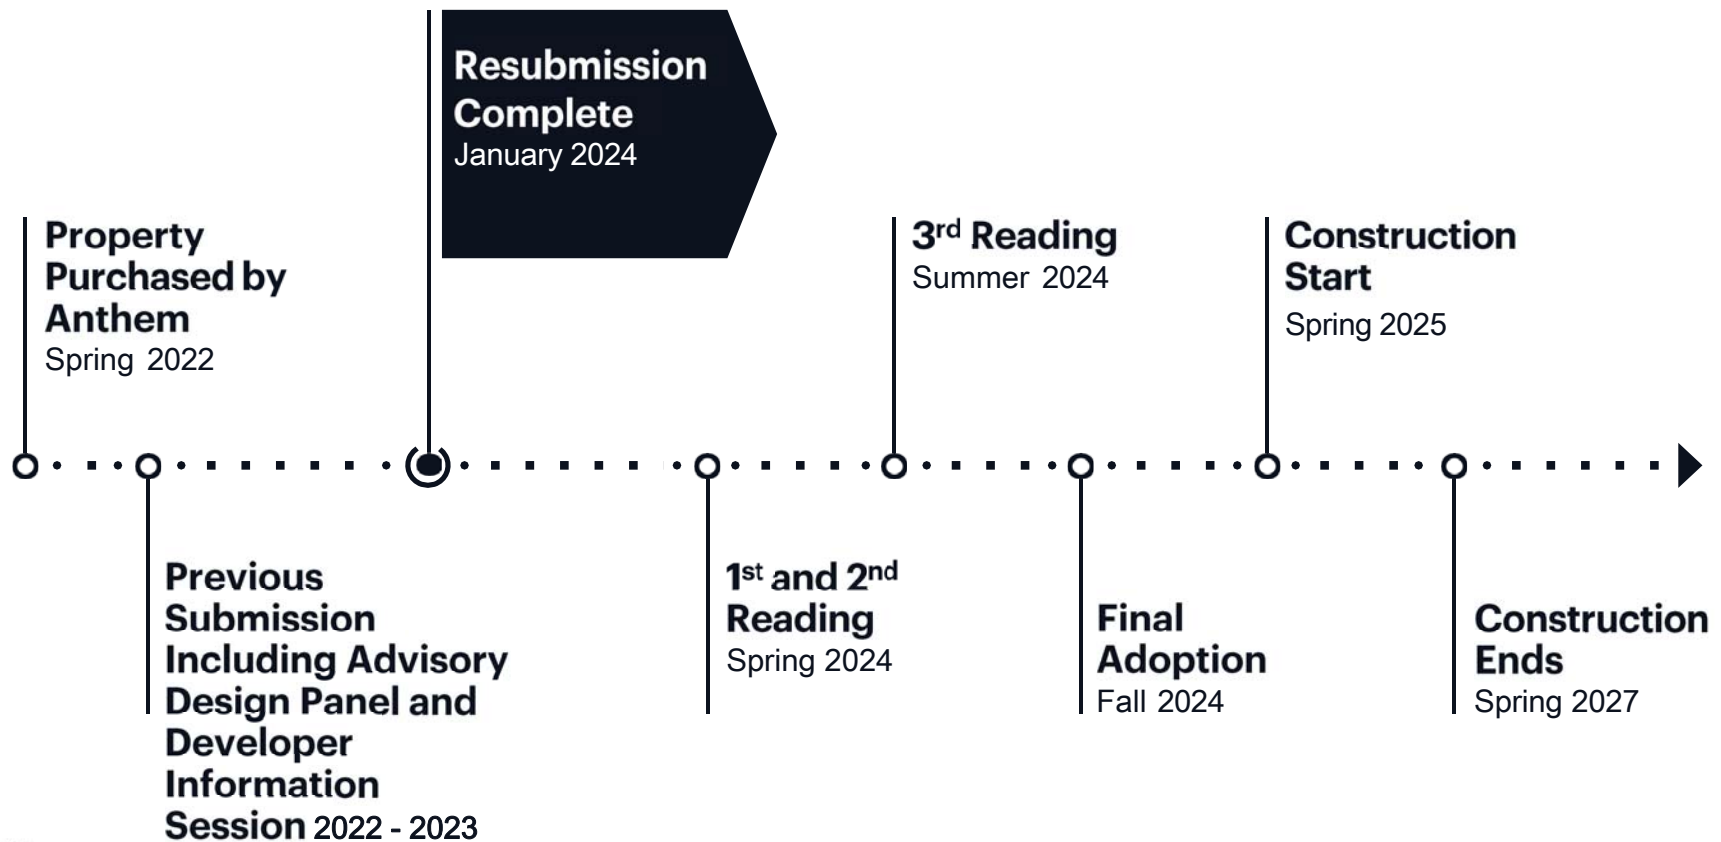 Resubmission
Complete
January 2024
Property
Purchased by
Anthem
Spring 2022
3rd Reading
Summer 2024
Construction
Start
Spring 2025
Previous
Submission
Including Advisory
Design Panel and
Developer
Information
Session 2022 - 2023
1st and 2nd
Reading
Spring 2024
Final
Adoption
Fall 2024
Construction
Ends
Spring 2027